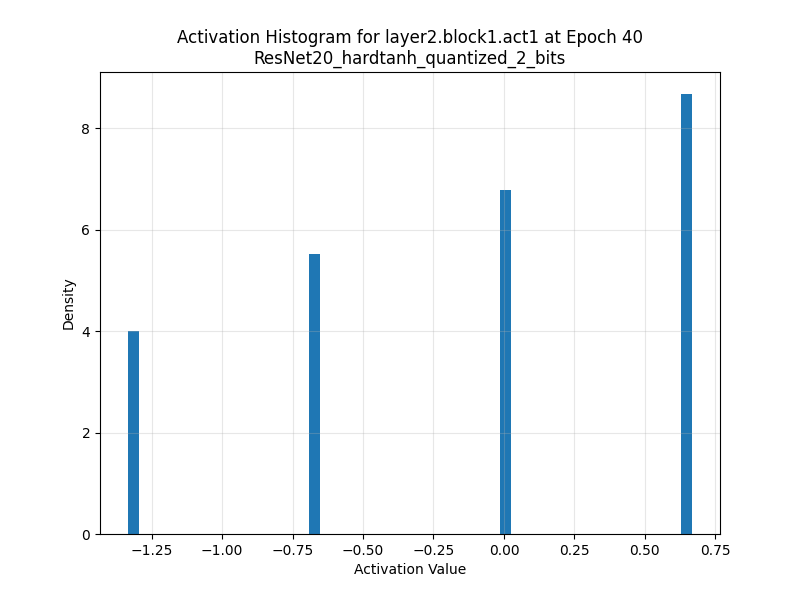 Activation Histogram for layer2.block1.act1 at Epoch 40
ResNet20_hardtanh_quantized_2_bits
8
6
4
2
0
Density
−1.25 −1.00 −0.75 −0.50 −0.25 0.00 0.25 0.50 0.75
Activation Value